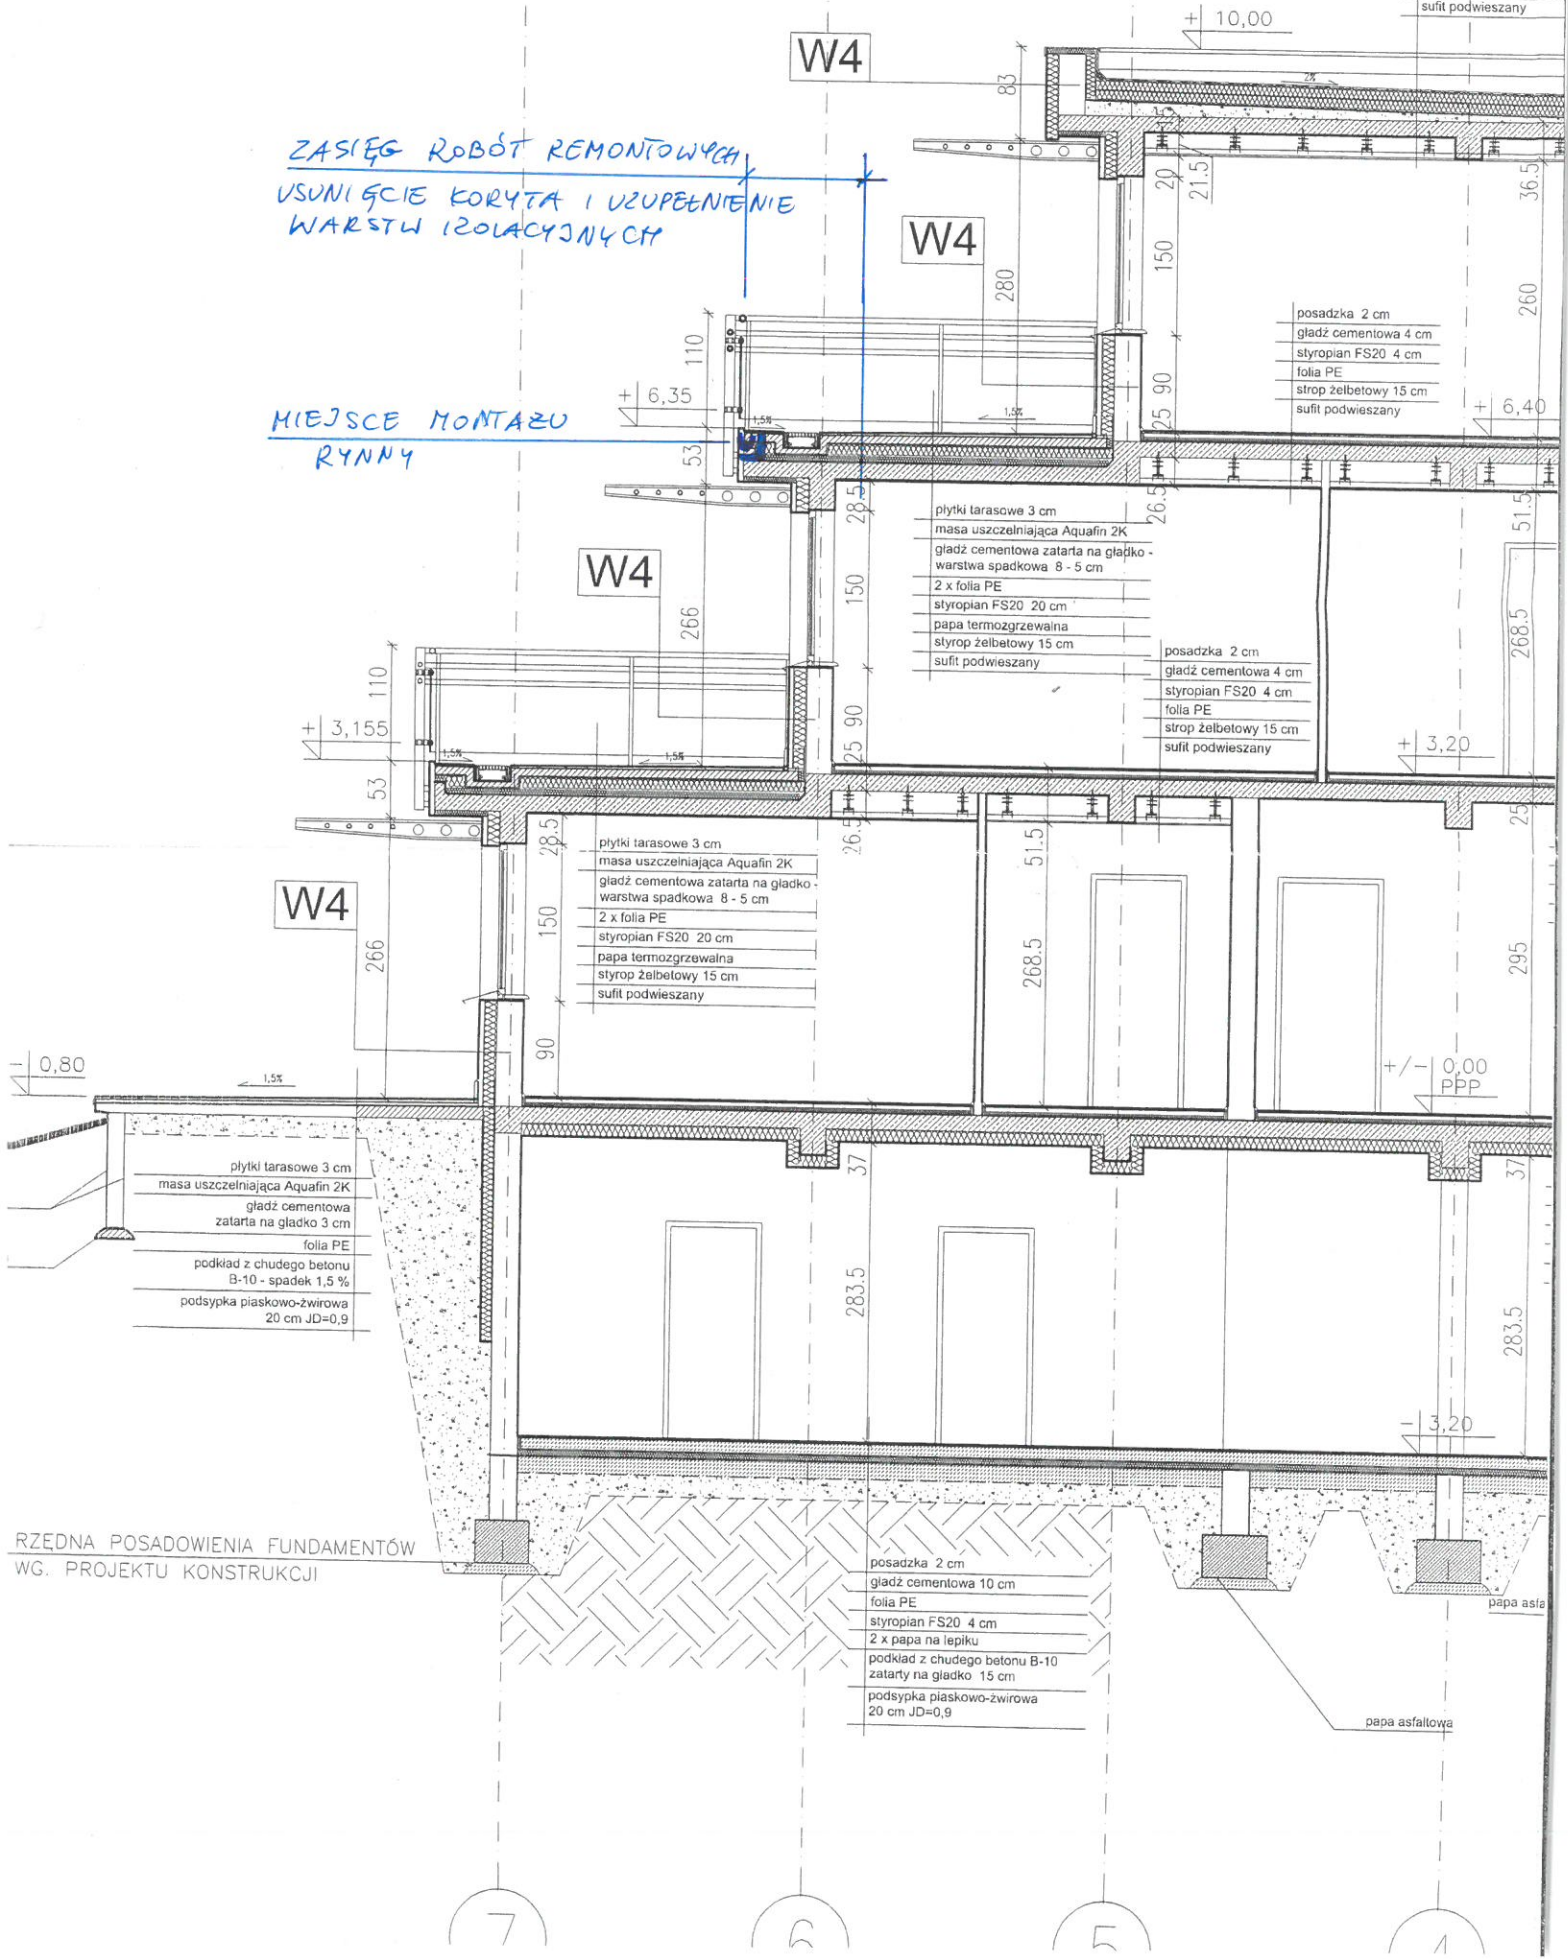 sufit podwieszany
+ 10,00
W4
83
2%
ZASIĘG ROBÓT REMONTOWYCH
USUNIĘCIE KORYTA I UZUPEŁNIENIE
WARSTW IZOLACYJNYCH
20
21.5
36.5
W4
150
280
260
posadzka 2 cm
gładź cementowa 4 cm
styropian FS20 4 cm
folia PE
strop żelbetowy 15 cm
sufit podwieszany
110
90
+ 6,35
1,5%
1,5%
25
+ 6,40
MIEJSCE MONTAŻU
RYNNY
53
28.5
26.5
51.5
płytki tarasowe 3 cm
masa uszczelniająca Aquafin 2K
gładź cementowa zatarta na gładko -
warstwa spadkowa 8 - 5 cm
2 x folia PE
styropian FS20 20 cm
papa termozgrzewalna
styrop żelbetowy 15 cm
sufit podwieszany
W4
150
266
268.5
posadzka 2 cm
gładź cementowa 4 cm
styropian FS20 4 cm
folia PE
strop żelbetowy 15 cm
sufit podwieszany
110
90
+ 3,155
1,5%
1,5%
25
+ 3,20
53
28.5
26.5
51.5
25
płytki tarasowe 3 cm
masa uszczelniająca Aquafin 2K
gładź cementowa zatarta na gładko -
warstwa spadkowa 8 - 5 cm
2 x folia PE
styropian FS20 20 cm
papa termozgrzewalna
styrop żelbetowy 15 cm
sufit podwieszany
W4
150
266
268.5
295
90
- 0,80
1,5%
+/- 0,00
PPP
37
37
płytki tarasowe 3 cm
masa uszczelniająca Aquafin 2K
gładź cementowa
zatarta na gładko 3 cm
folia PE
podkład z chudego betonu
B-10 - spadek 1,5 %
podsypka piaskowo-żwirowa
20 cm JD=0,9
283.5
283.5
- 3,20
RZĘDNA POSADOWIENIA FUNDAMENTÓW
WG. PROJEKTU KONSTRUKCJI
posadzka 2 cm
gładź cementowa 10 cm
folia PE
styropian FS20 4 cm
2 x papa na lepiku
podkład z chudego betonu B-10
zatarty na gładko 15 cm
podsypka piaskowo-żwirowa
20 cm JD=0,9
papa asfa
papa asfaltowa
7
6
5
4